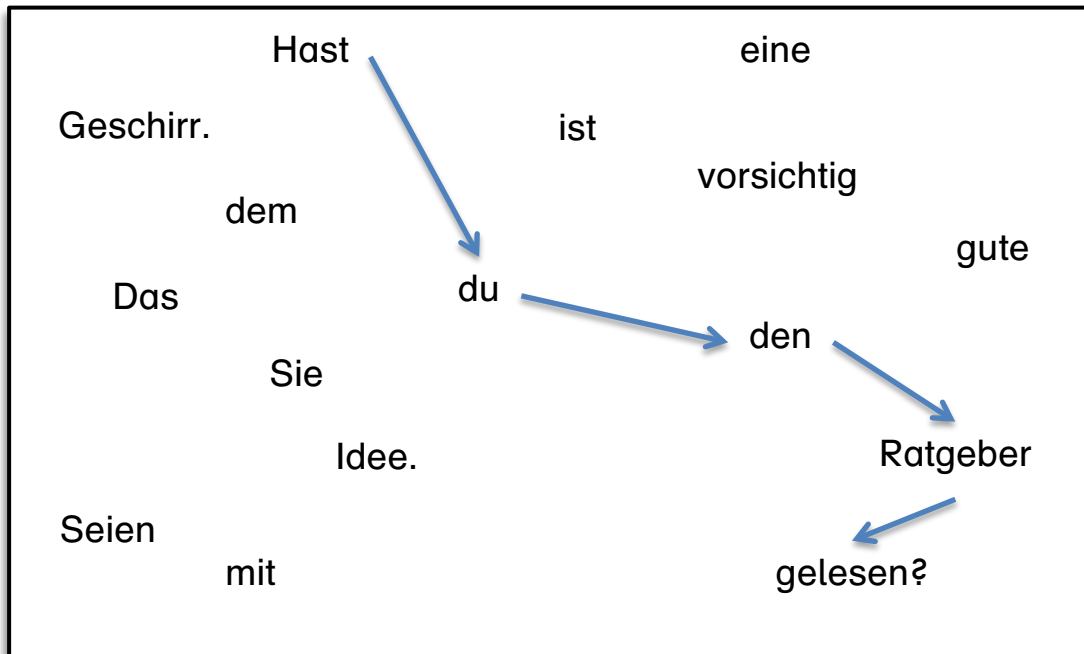 Hast
eine
Geschirr.
ist
vorsichtig
dem
gute
Das
du
den
Sie
Idee.
Ratgeber
Seien
mit
gelesen?